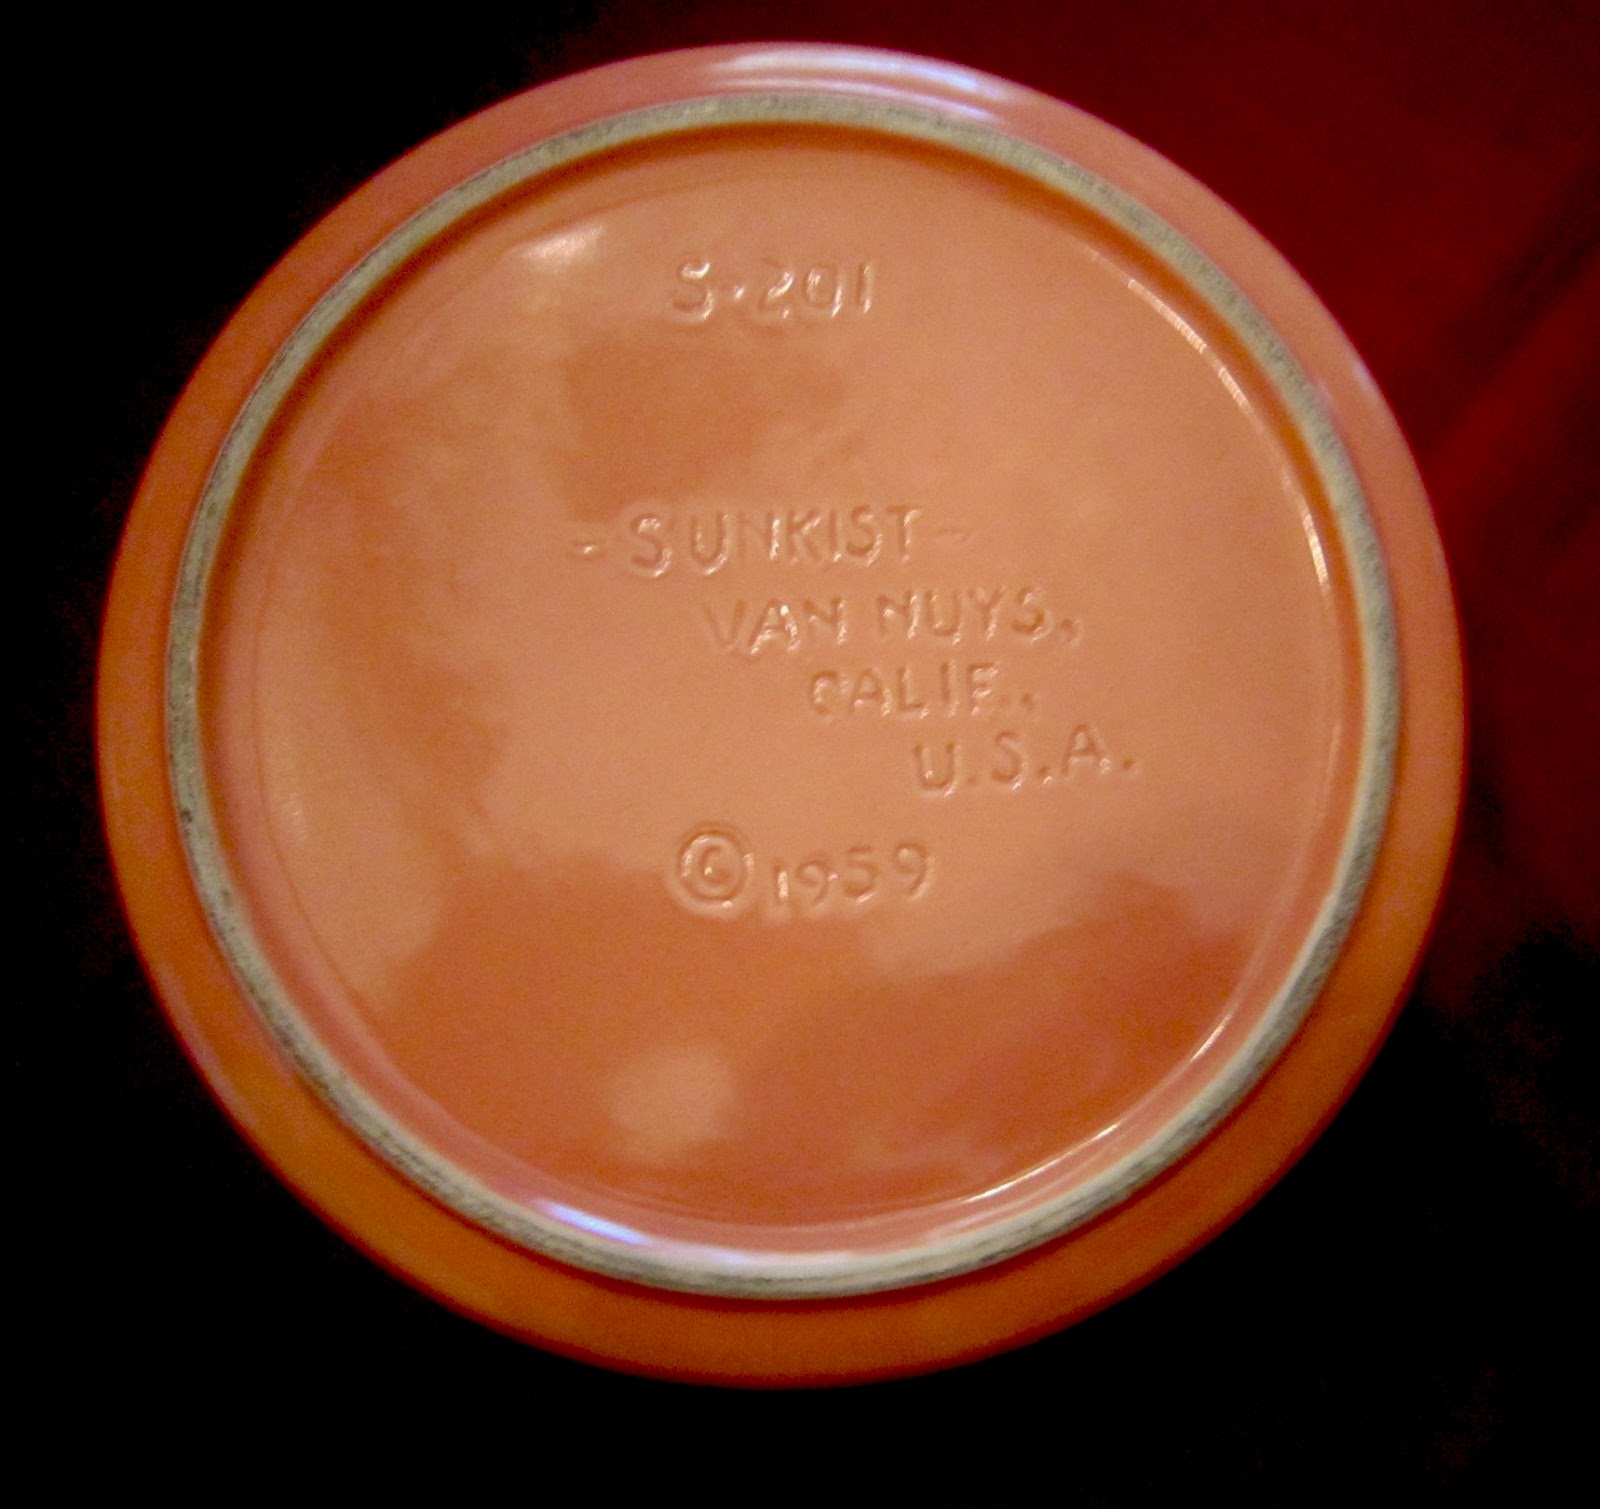 S-201
-SUNKIST-
VAN NUYS,
CALIF.,
U.S.A.
© 1959